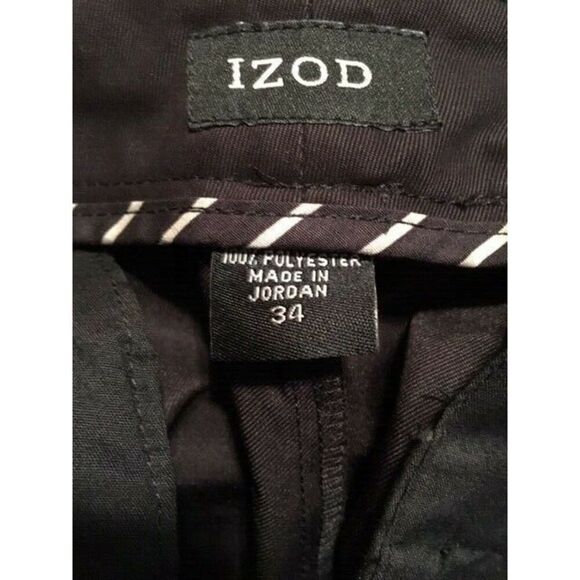 IZOD
100% POLYESTER
MADE IN
JORDAN
34